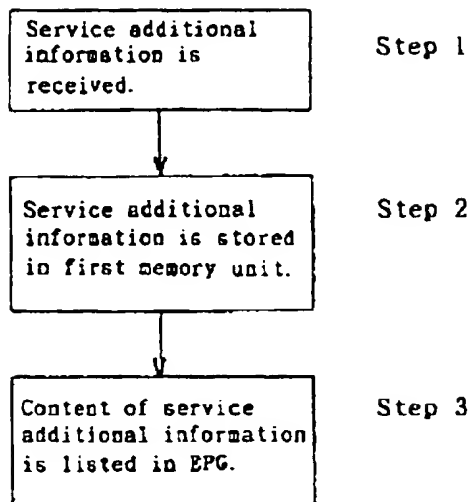 Service additional
information is
received.
Step 1
Service additional
information is stored
in first memory unit.
Step 2
Content of service
additional information
is listed in EPG.
Step 3